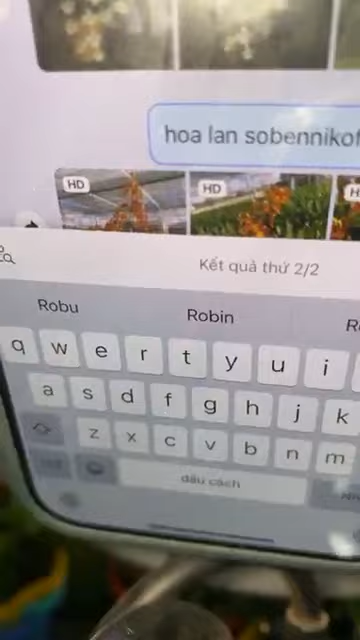 hoa lan sobennikof
HD
HD
Kết quả thứ 2/2
Robu
Robin
q w e r t y u i
a s d f g h j k
z x c v b n m
dấu cách